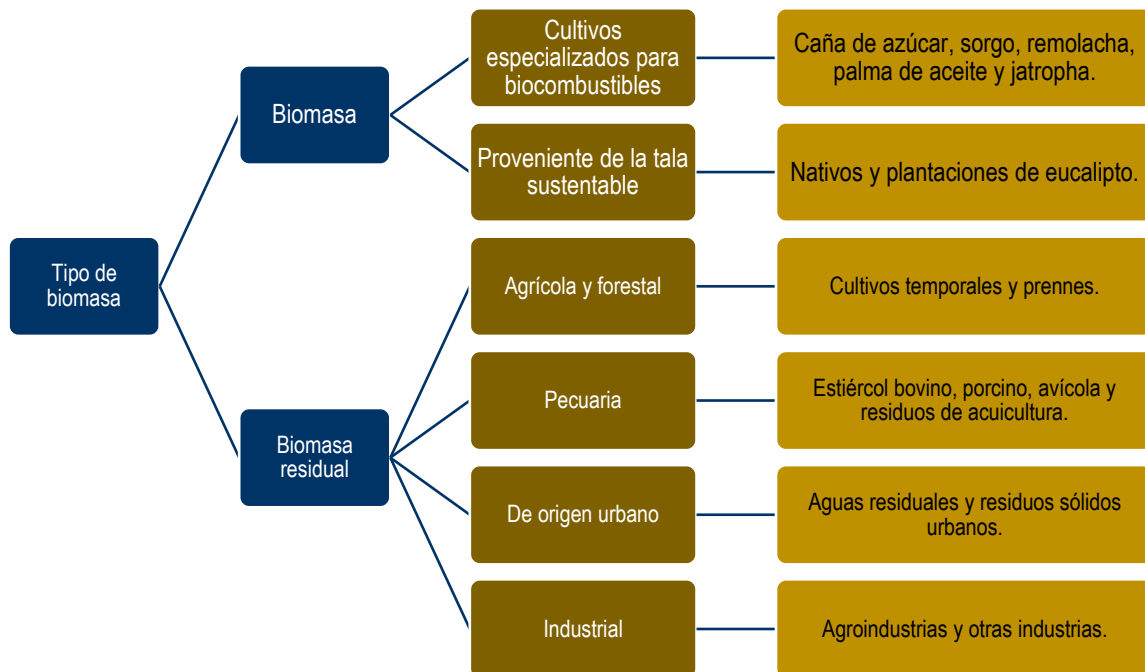 Tipo de
biomasa
Biomasa
Cultivos
especializados para
biocombustibles
Caña de azúcar, sorgo, remolacha,
palma de aceite y jatropha.
Proveniente de la tala
sustentable
Nativos y plantaciones de eucalipto.
Biomasa
residual
Agrícola y forestal
Cultivos temporales y prennes.
Pecuaria
Estiércol bovino, porcino, avícola y
residuos de acuicultura.
De origen urbano
Aguas residuales y residuos sólidos
urbanos.
Industrial
Agroindustrias y otras industrias.